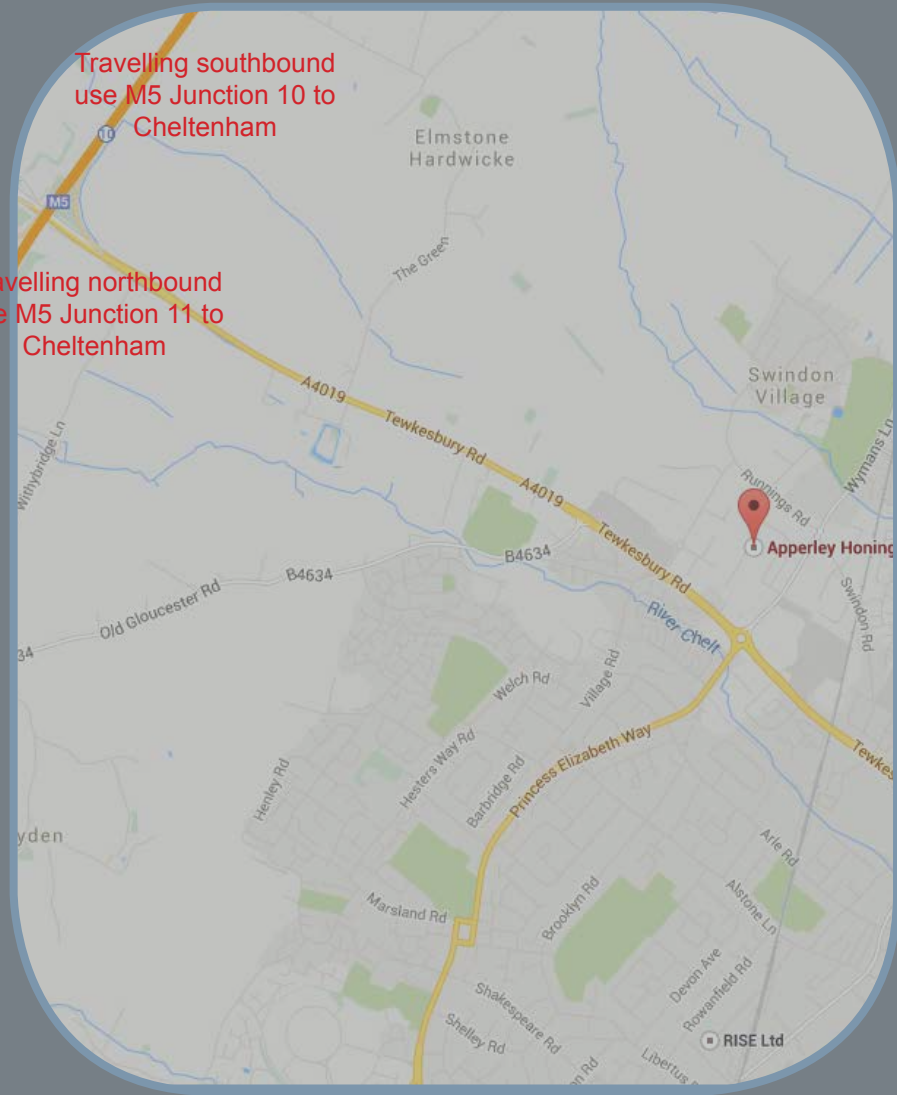 Travelling southbound
use M5 Junction 10 to
Cheltenham
10
Elmstone
Hardwicke
M5
The Green
avelling northbound
e M5 Junction 11 to
Cheltenham
Swindon
Village
A4019
Tewkesbury Rd
Withybridge Ln
Wymans Ln
Runnings Rd
A4019
Tewkesbury Rd
Apperley Honing
B4634
B4634
Old Gloucester Rd
Swindon Rd
River Chelt
34
Welch Rd
Village Rd
Princess Elizabeth Way
Hesters Way Rd
Barbridge Rd
Henley Rd
Tewkes
yden
Arle Rd
Marsland Rd
Brooklyn Rd
Alstone Ln
Devon Ave
Rowanfield Rd
Shakespeare Rd
Shelley Rd
RISE Ltd
Libertus
on Rd